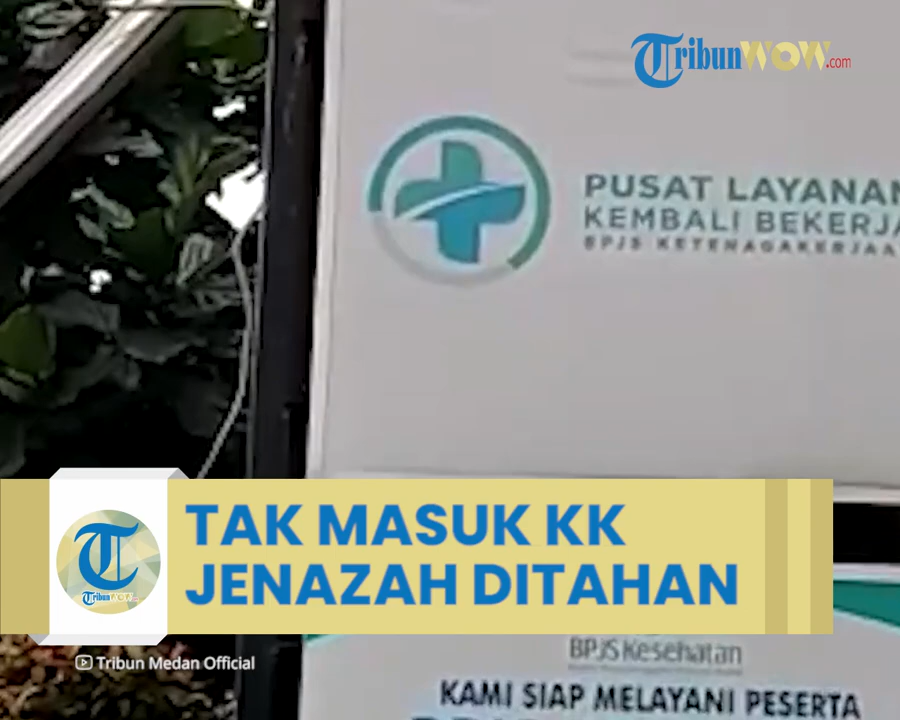 TribunWOW.com
PUSAT LAYANAN
KEMBALI BEKERJA
BPJS KETENAGAKERJAA
TAK MASUK KK
JENAZAH DITAHAN
TribunWOW
Tribun Medan Official
BPJS Kesehatan
KAMI SIAP MELAYANI PESERTA